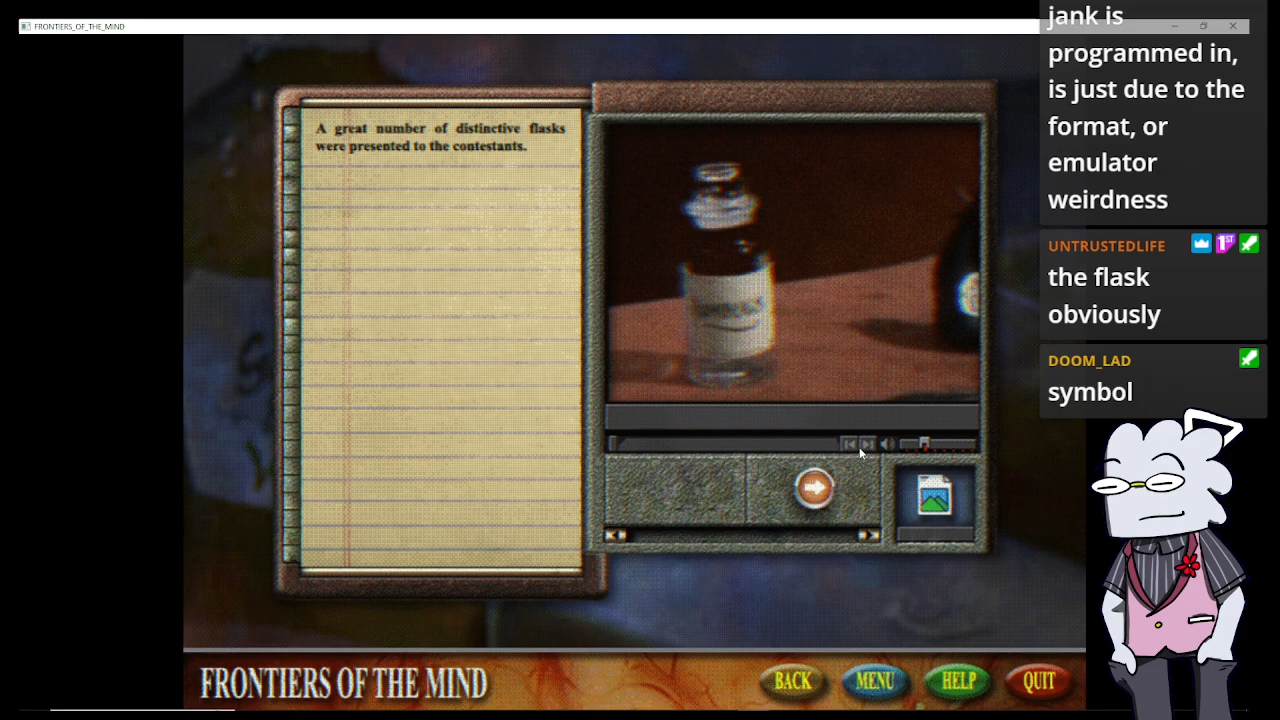 FRONTIERS_OF_THE_MIND
A great number of distinctive flasks
were presented to the contestants.
FRONTIERS OF THE MIND
BACK
MENU
HELP
QUIT
jank is
programmed in,
is just due to the
format, or
emulator
weirdness
UNTRUSTEDLIFE
1ST
the flask
obviously
DOOM_LAD
symbol